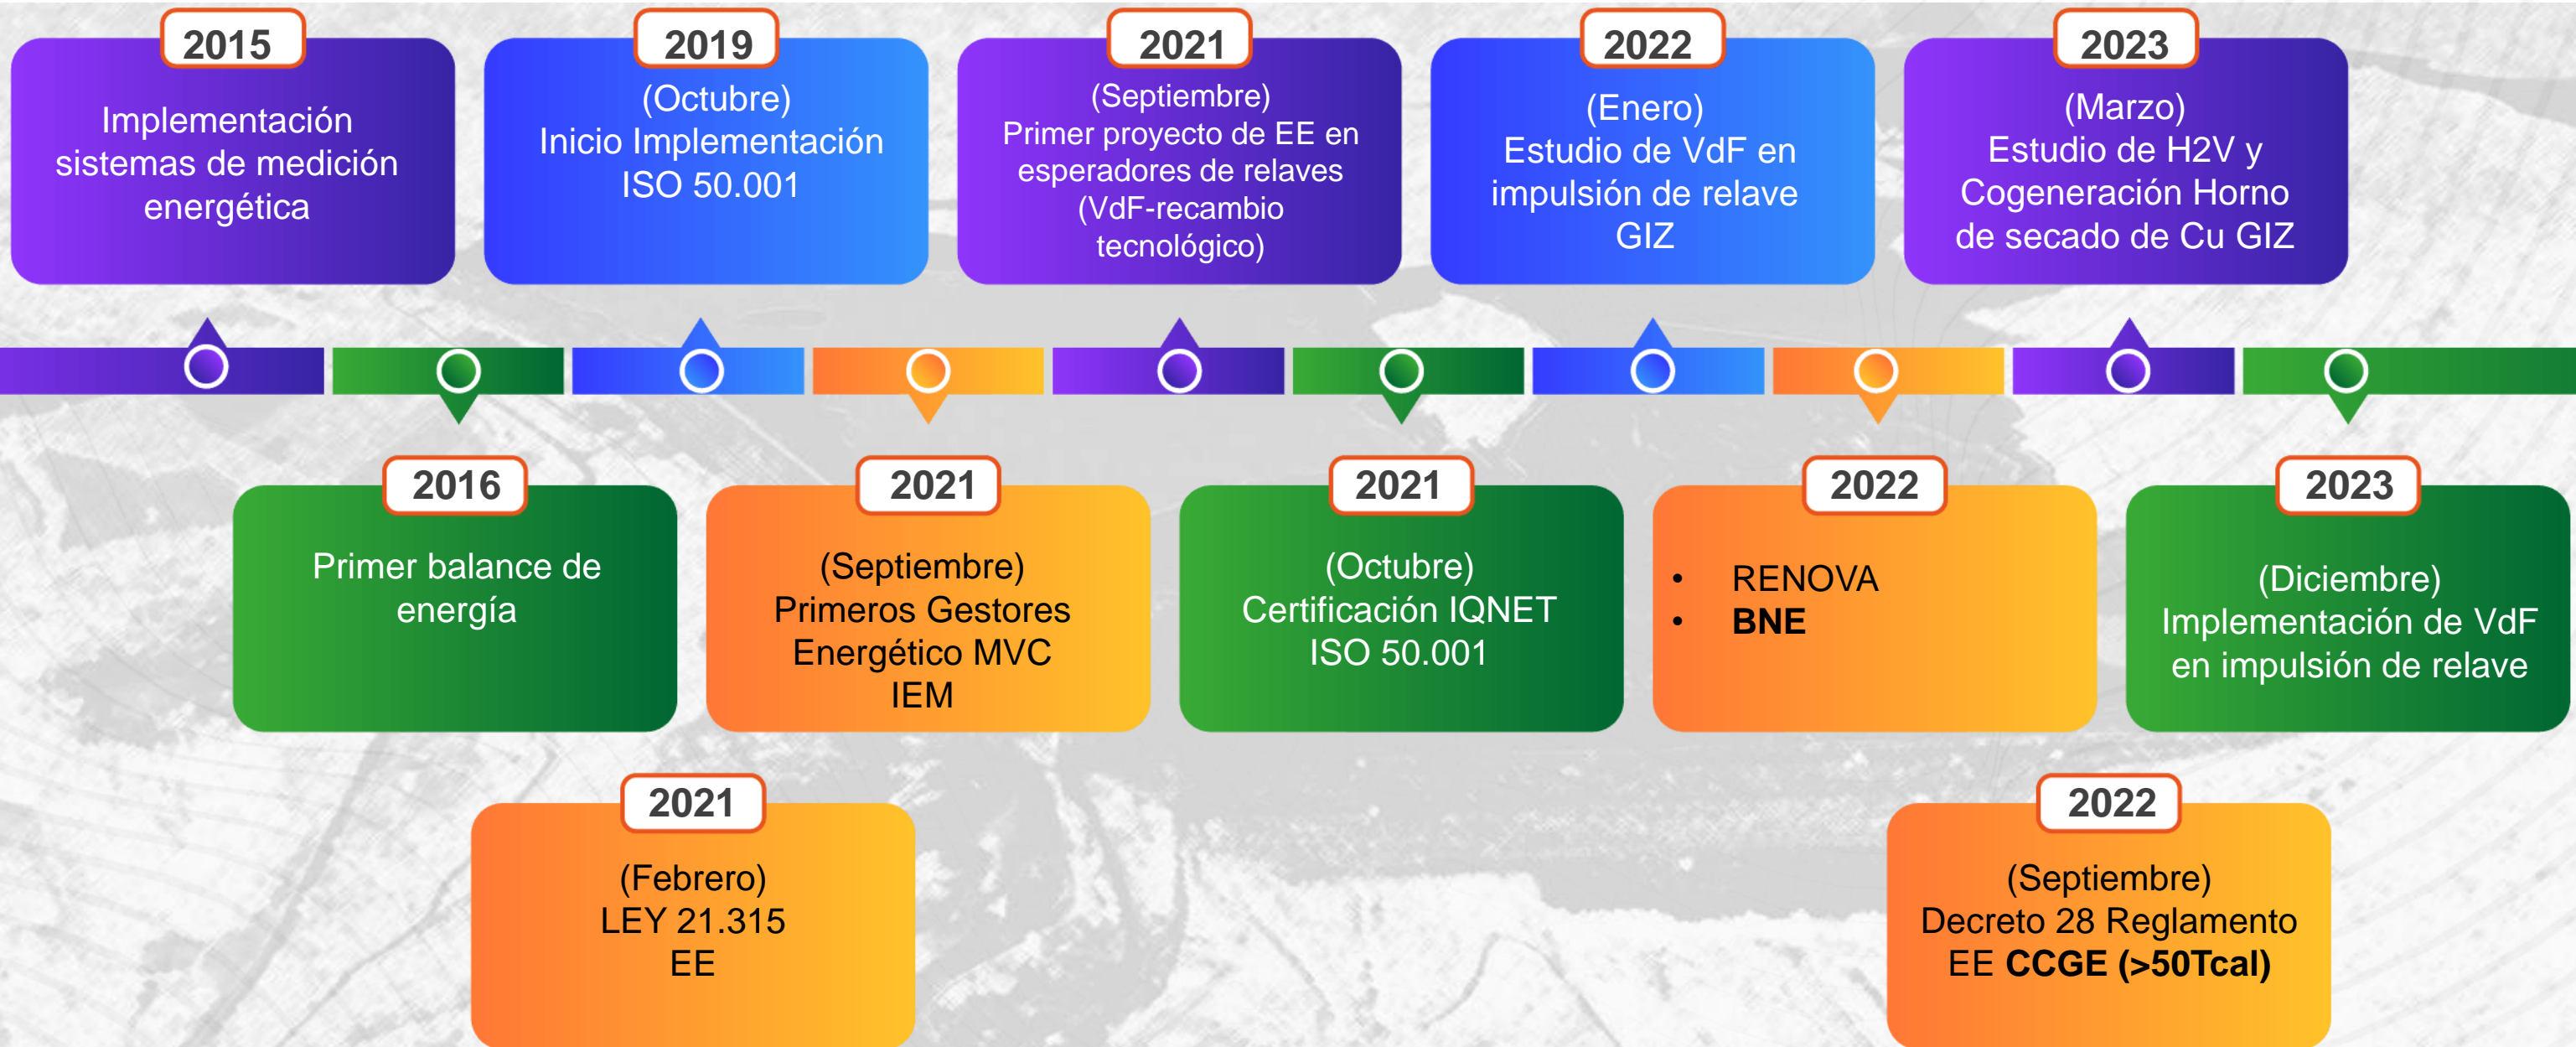 2015
Implementación
sistemas de medición
energética
2019
(Octubre)
Inicio Implementación
ISO 50.001
2021
(Septiembre)
Primer proyecto de EE en
esperadores de relaves
(VdF-recambio
tecnológico)
2022
(Enero)
Estudio de VdF en
impulsión de relave
GIZ
2023
(Marzo)
Estudio de H2V y
Cogeneración Horno
de secado de Cu GIZ
2016
Primer balance de
energía
2021
(Septiembre)
Primeros Gestores
Energético MVC
IEM
2021
(Octubre)
Certificación IQNET
ISO 50.001
2022
• RENOVA
• BNE
2023
(Diciembre)
Implementación de VdF
en impulsión de relave
2021
(Febrero)
LEY 21.315
EE
2022
(Septiembre)
Decreto 28 Reglamento
EE CCGE (>50Tcal)